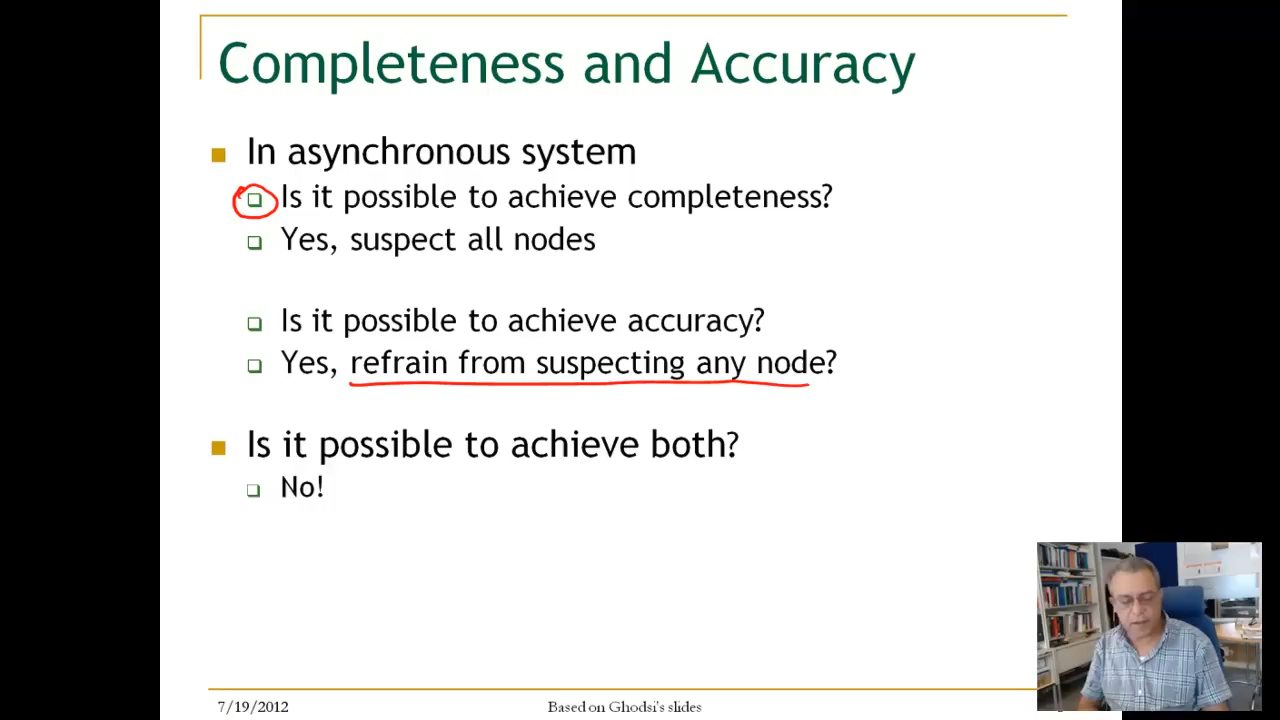 Completeness and Accuracy
In asynchronous system
Is it possible to achieve completeness?
Yes, suspect all nodes
Is it possible to achieve accuracy?
Yes, refrain from suspecting any node?
Is it possible to achieve both?
No!
7/19/2012
Based on Ghodsi's slides